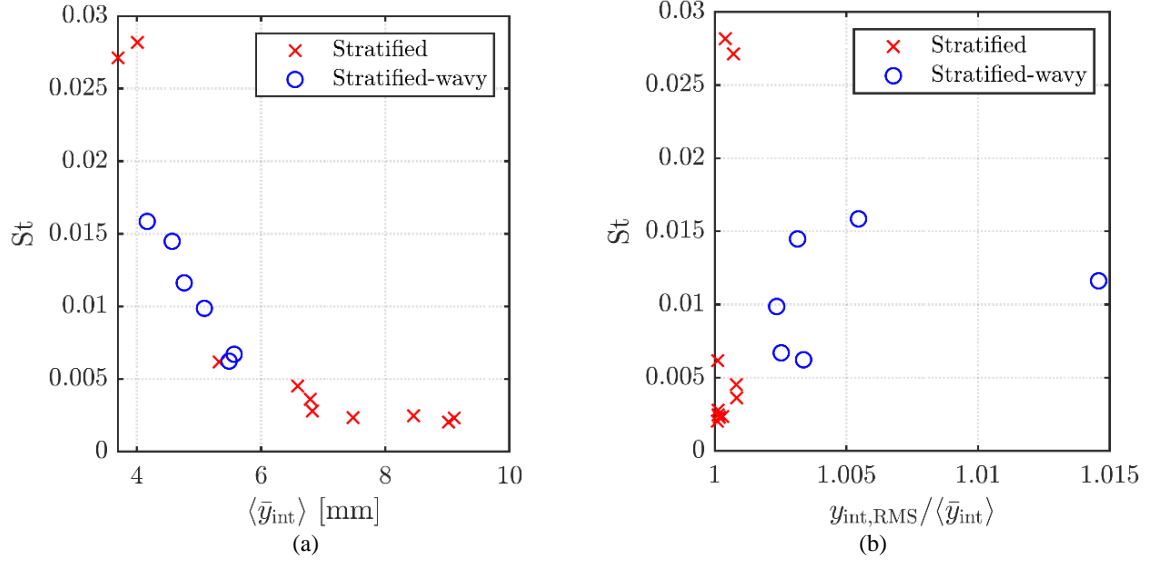 0.03
0.025
0.02
0.015
0.01
0.005
0
St
Stratified
Stratified-wavy
4
6
8
10
⟨ȳint⟩ [mm]
(a)
0.03
0.025
0.02
0.015
0.01
0.005
0
St
Stratified
Stratified-wavy
1
1.005
1.01
1.015
yint,RMS/⟨ȳint⟩
(b)